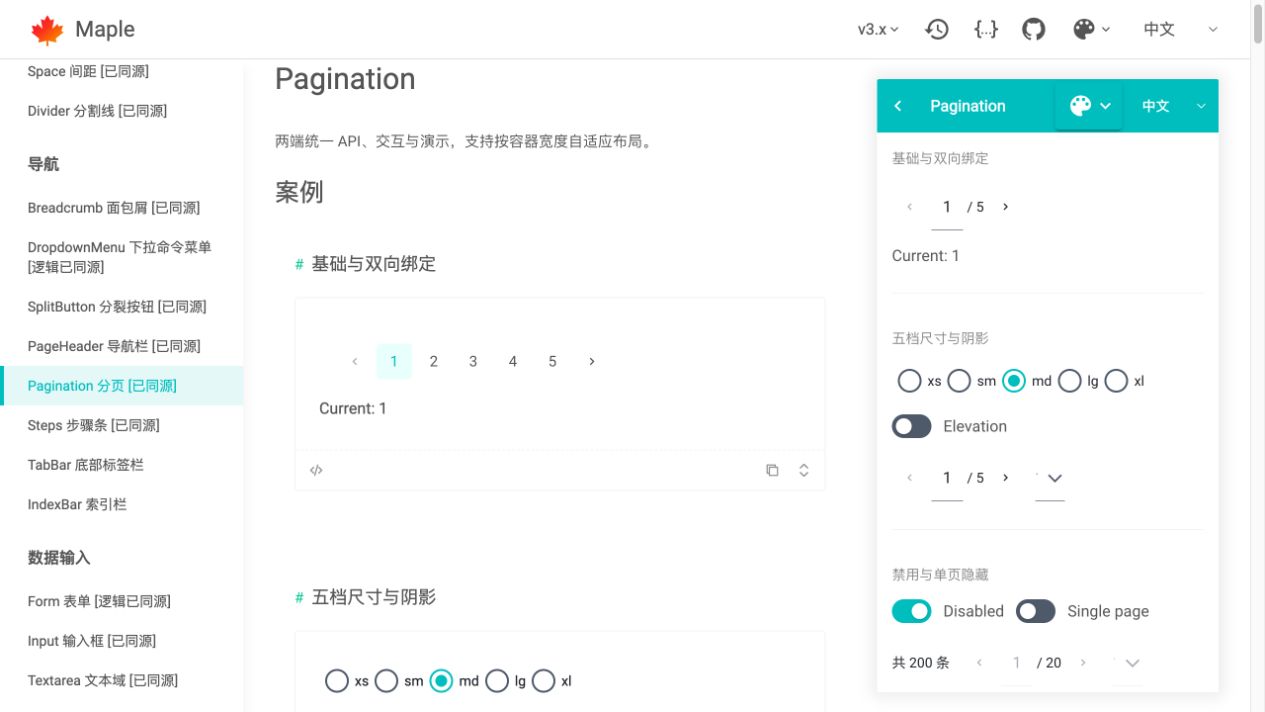 Maple
v3.x
{...}
中文
Space 间距 [已同源]
Divider 分割线 [已同源]
导航
Breadcrumb 面包屑 [已同源]
DropdownMenu 下拉命令菜单
[逻辑已同源]
SplitButton 分裂按钮 [已同源]
PageHeader 导航栏 [已同源]
Pagination 分页 [已同源]
Steps 步骤条 [已同源]
TabBar 底部标签栏
IndexBar 索引栏
数据输入
Form 表单 [逻辑已同源]
Input 输入框 [已同源]
Textarea 文本域 [已同源]
Pagination
两端统一 API、交互与演示，支持按容器宽度自适应布局。
案例
# 基础与双向绑定
‹ 1 2 3 4 5 ›
Current: 1
</>
# 五档尺寸与阴影
xs sm md lg xl
Pagination 中文
基础与双向绑定
‹ 1 / 5 ›
Current: 1
五档尺寸与阴影
xs sm md lg xl
Elevation
‹ 1 / 5 ›
禁用与单页隐藏
Disabled Single page
共 200 条 ‹ 1 / 20 ›